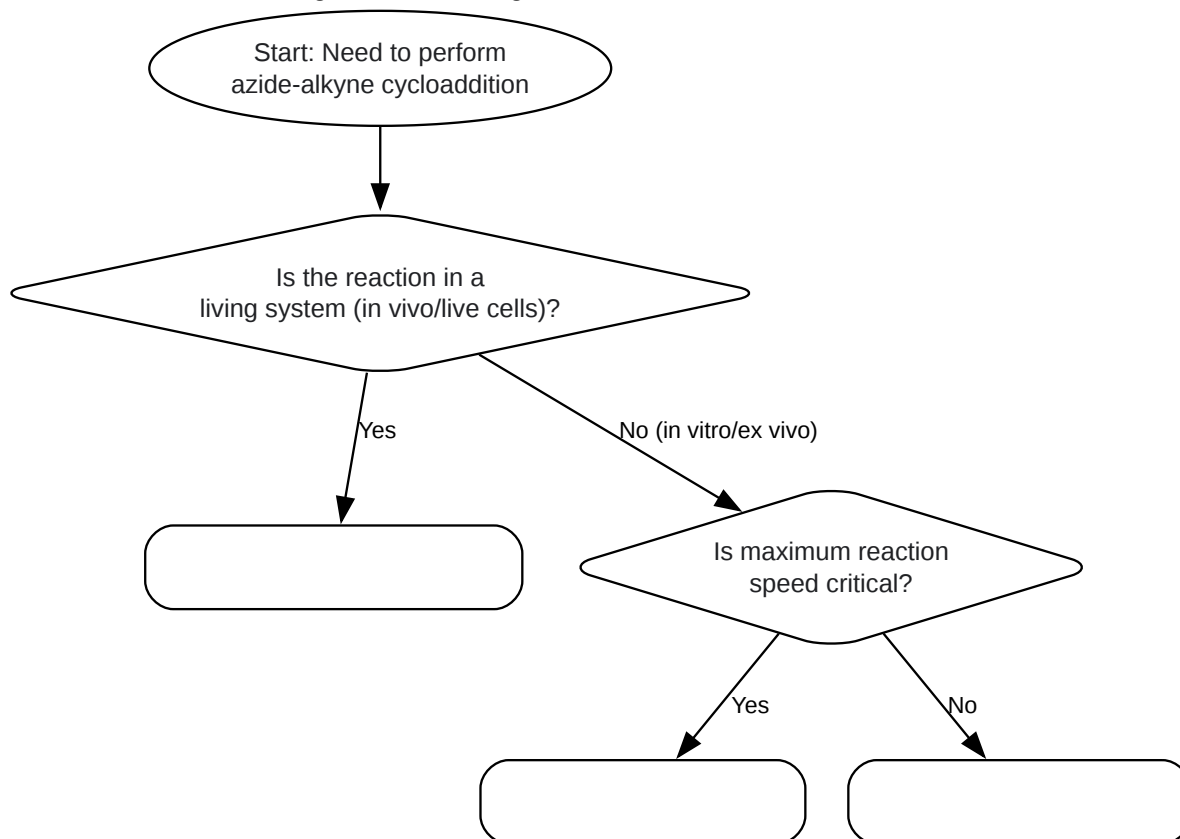 Start: Need to perform
azide-alkyne cycloaddition
Is the reaction in a
living system (in vivo/live cells)?
Yes
No (in vitro/ex vivo)
Is maximum reaction
speed critical?
Yes
No